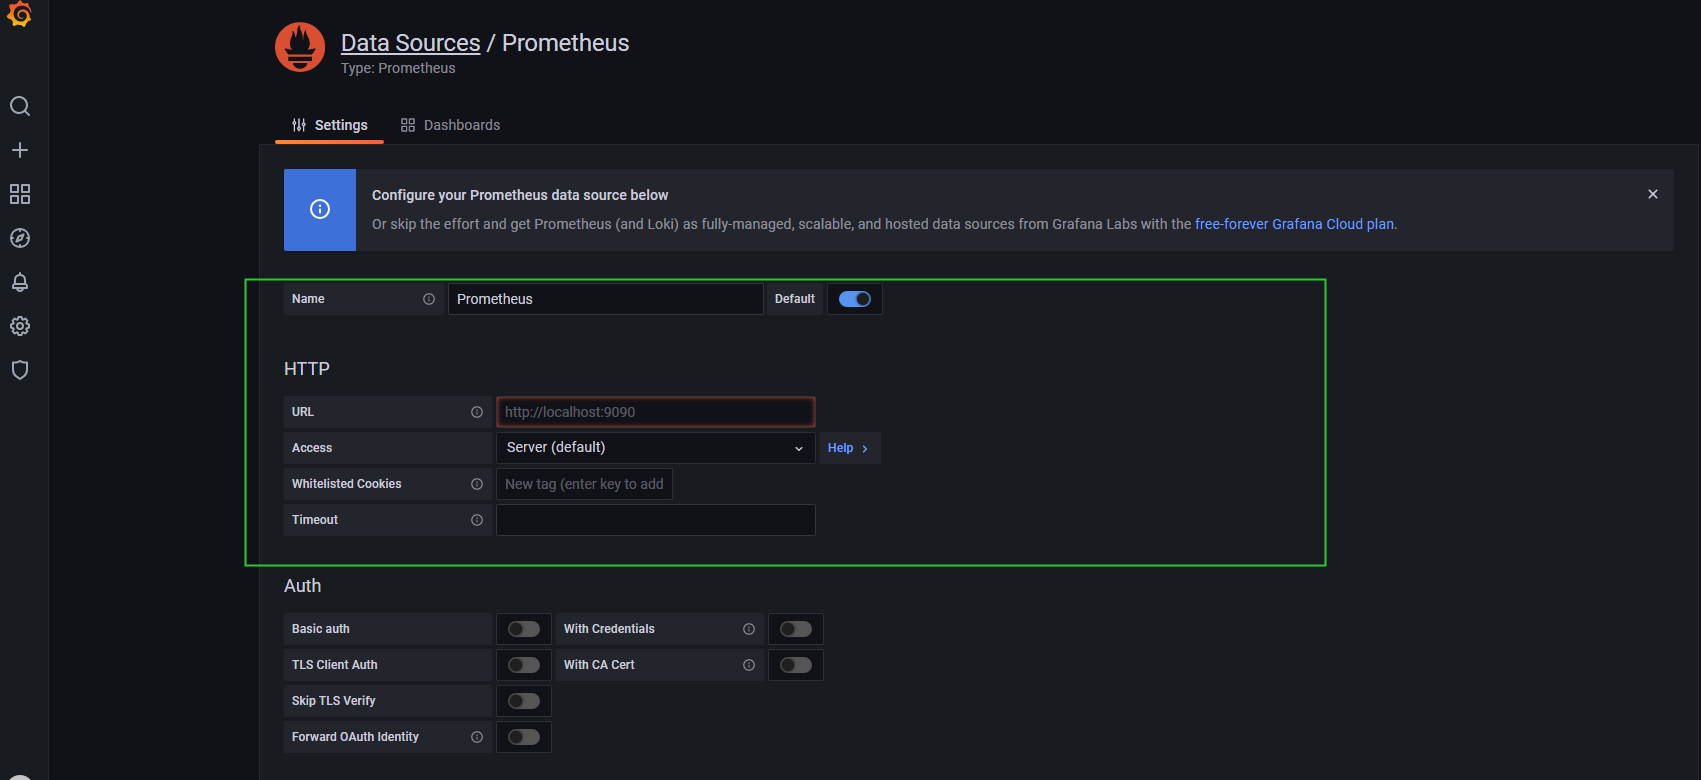 Data Sources / Prometheus
Type: Prometheus
Settings Dashboards
Configure your Prometheus data source below
Or skip the effort and get Prometheus (and Loki) as fully-managed, scalable, and hosted data sources from Grafana Labs with the free-forever Grafana Cloud plan.
Name Prometheus Default
HTTP
URL http://localhost:9090
Access Server (default) Help
Whitelisted Cookies New tag (enter key to add
Timeout
Auth
Basic auth With Credentials
TLS Client Auth With CA Cert
Skip TLS Verify
Forward OAuth Identity